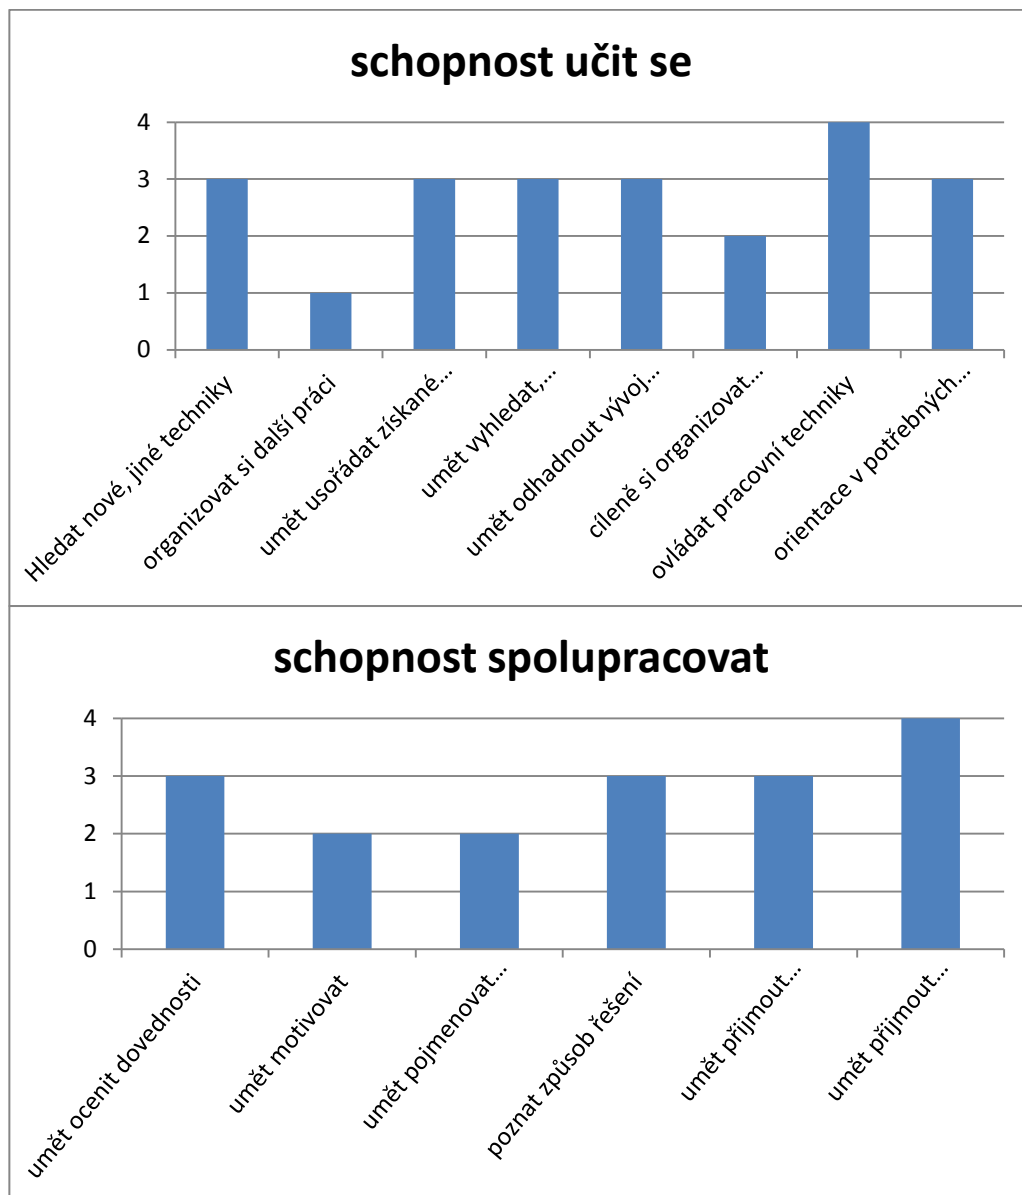 schopnost učit se
4
3
2
1
0
Hledat nové, jiné techniky
organizovat si další práci
umět usořádat získané...
umět vyhledat,...
umět odhadnout vývoj...
cíleně si organizovat...
ovládat pracovní techniky
orientace v potřebných...
schopnost spolupracovat
4
3
2
1
0
umět ocenit dovednosti
umět motivovat
umět pojmenovat...
poznat způsob řešení
umět přijmout...
umět přijmout...